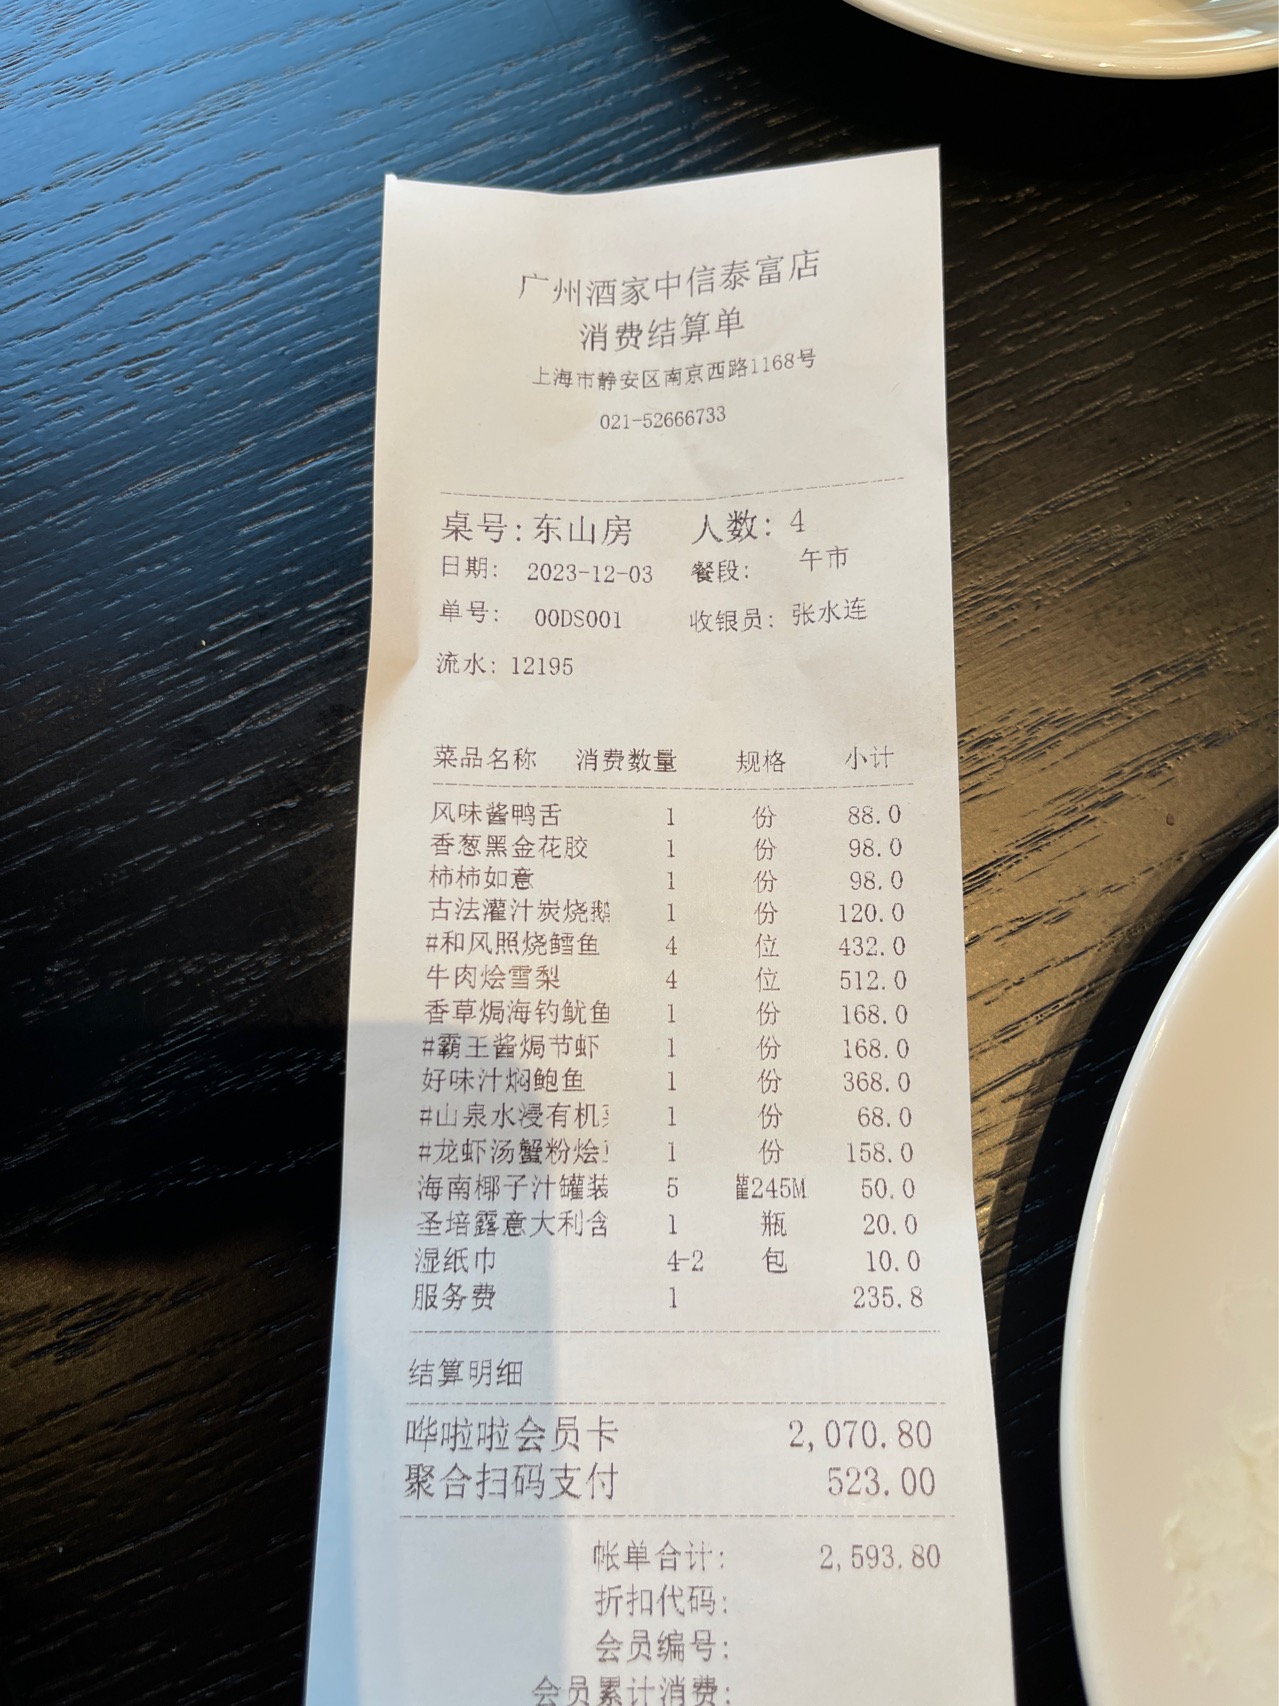 广州酒家中信泰富店
消费结算单
上海市静安区南京西路1168号
021-52666733
桌号:东山房 人数: 4
日期: 2023-12-03 餐段: 午市
单号: 00DS001 收银员: 张水连
流水: 12195
菜品名称 消费数量 规格 小计
风味酱鸭舌 1 份 88.0
香葱黑金花胶 1 份 98.0
柿柿如意 1 份 98.0
古法灌汁炭烧鹅 1 份 120.0
#和风照烧鳕鱼 4 位 432.0
牛肉烩雪梨 4 位 512.0
香草焗海钓鱿鱼 1 份 168.0
#霸王酱焗节虾 1 份 168.0
好味汁焖鲍鱼 1 份 368.0
#山泉水浸有机 1 份 68.0
#龙虾汤蟹粉烩 1 份 158.0
海南椰子汁罐装 5 245M 50.0
圣培露意大利含 1 瓶 20.0
湿纸巾 4-2 包 10.0
服务费 1 235.8
结算明细
哗啦啦会员卡 2,070.80
聚合扫码支付 523.00
帐单合计: 2,593.80
折扣代码:
会员编号:
会员累计消费: